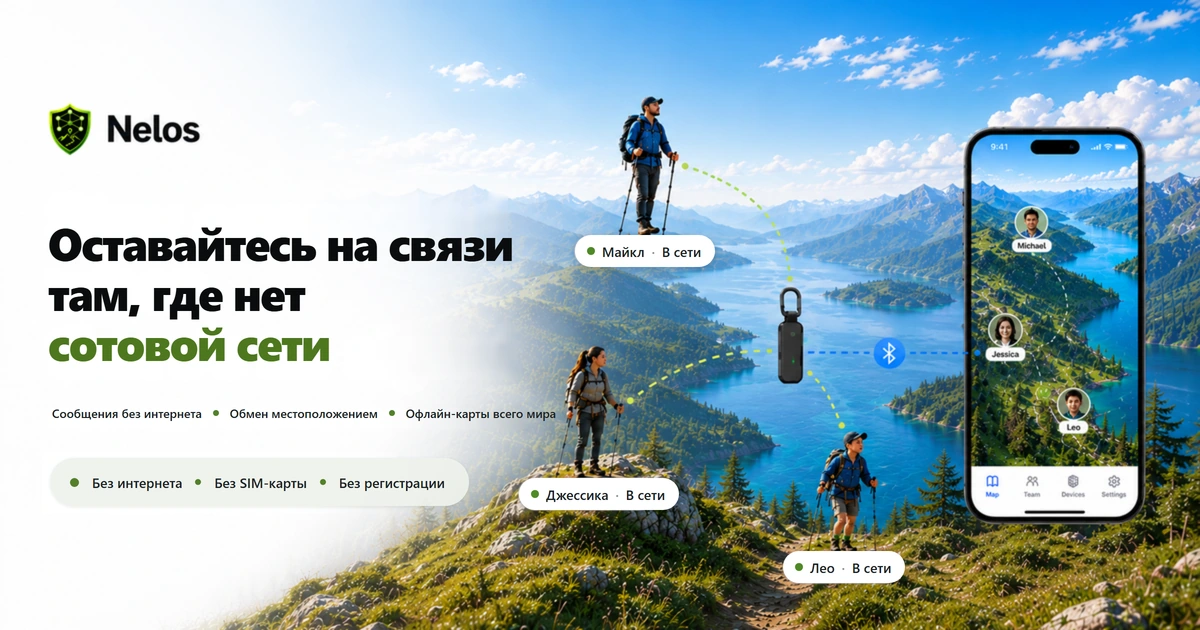 Nelos
Оставайтесь на связи
там, где нет
сотовой сети
Сообщения без интернета • Обмен местоположением • Офлайн-карты всего мира
Без интернета • Без SIM-карты • Без регистрации
Майкл · В сети
Джессика · В сети
Лео · В сети
9:41
Michael
Jessica
Leo
Map Team Devices Settings